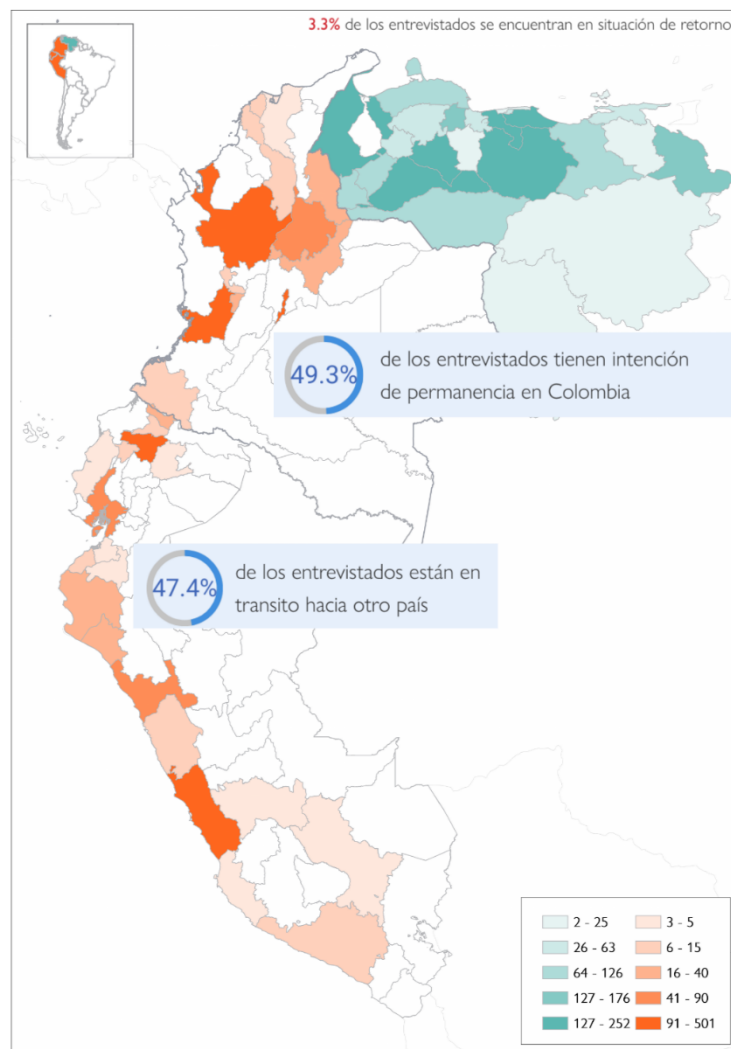 3.3% de los entrevistados se encuentran en situación de retorno
49.3%
de los entrevistados tienen intención
de permanencia en Colombia
47.4%
de los entrevistados están en
transito hacia otro país
2 - 25
3 - 5
26 - 63
6 - 15
64 - 126
16 - 40
127 - 176
41 - 90
127 - 252
91 - 501